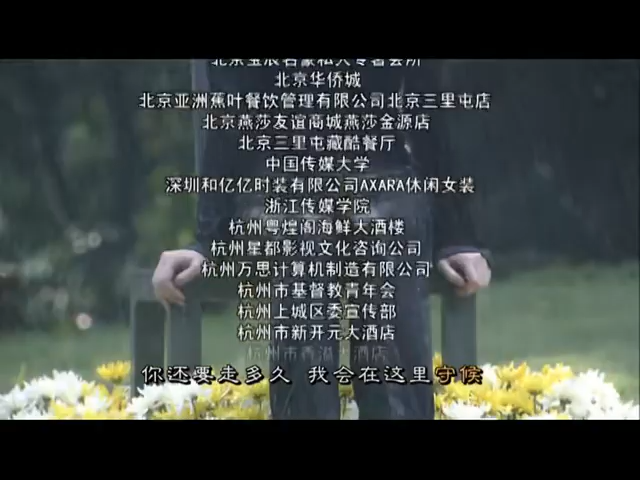 北京华侨城
北京亚洲蕉叶餐饮管理有限公司北京三里屯店
北京燕莎友谊商城燕莎金源店
北京三里屯藏酷餐厅
中国传媒大学
深圳和亿亿时装有限公司AXARA休闲女装
浙江传媒学院
杭州粤煌阁海鲜大酒楼
杭州星都影视文化咨询公司
杭州万思计算机制造有限公司
杭州市基督教青年会
杭州上城区委宣传部
杭州市新开元大酒店
杭州市西溢大酒店
你还要走多久 我会在这里守候